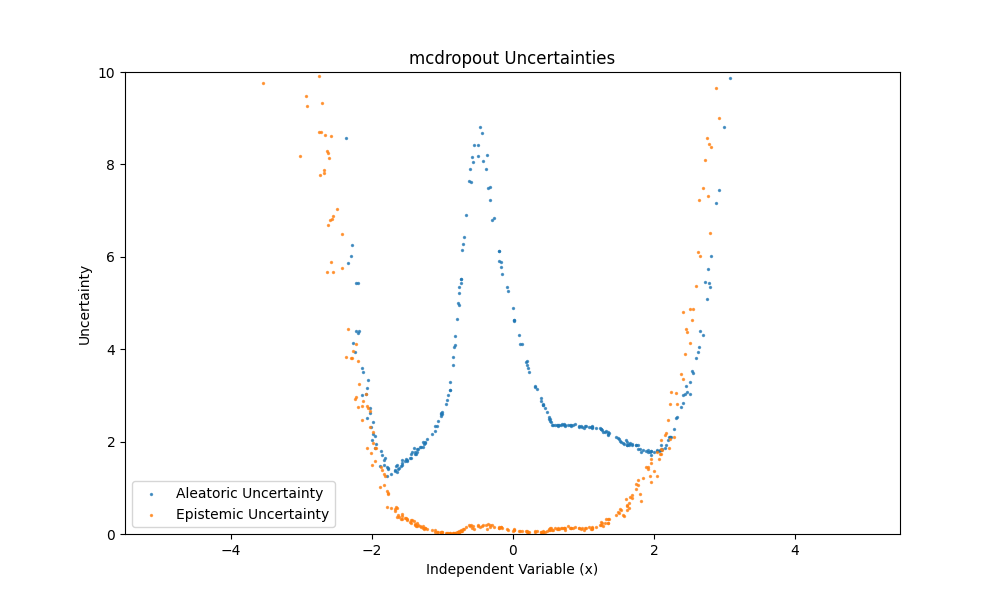 mcdropout Uncertainties
10
8
6
4
2
0
Uncertainty
Aleatoric Uncertainty
Epistemic Uncertainty
−4 −2 0 2 4
Independent Variable (x)